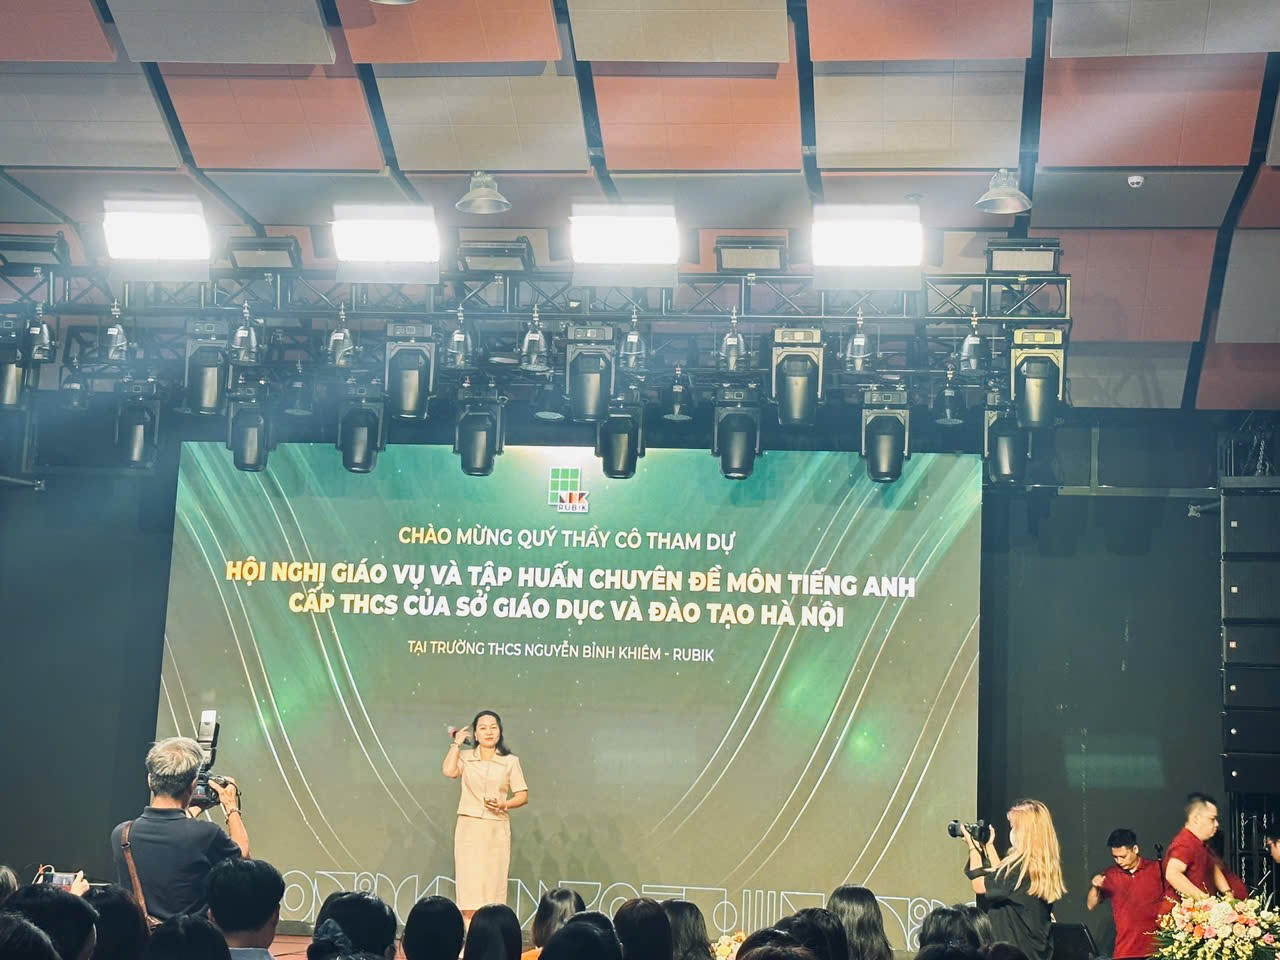 RUBIK
CHÀO MỪNG QUÝ THẦY CÔ THAM DỰ
HỘI NGHỊ GIÁO VỤ VÀ TẬP HUẤN CHUYÊN ĐỀ MÔN TIẾNG ANH
CẤP THCS CỦA SỞ GIÁO DỤC VÀ ĐÀO TẠO HÀ NỘI
TẠI TRƯỜNG THCS NGUYỄN BỈNH KHIÊM - RUBIK